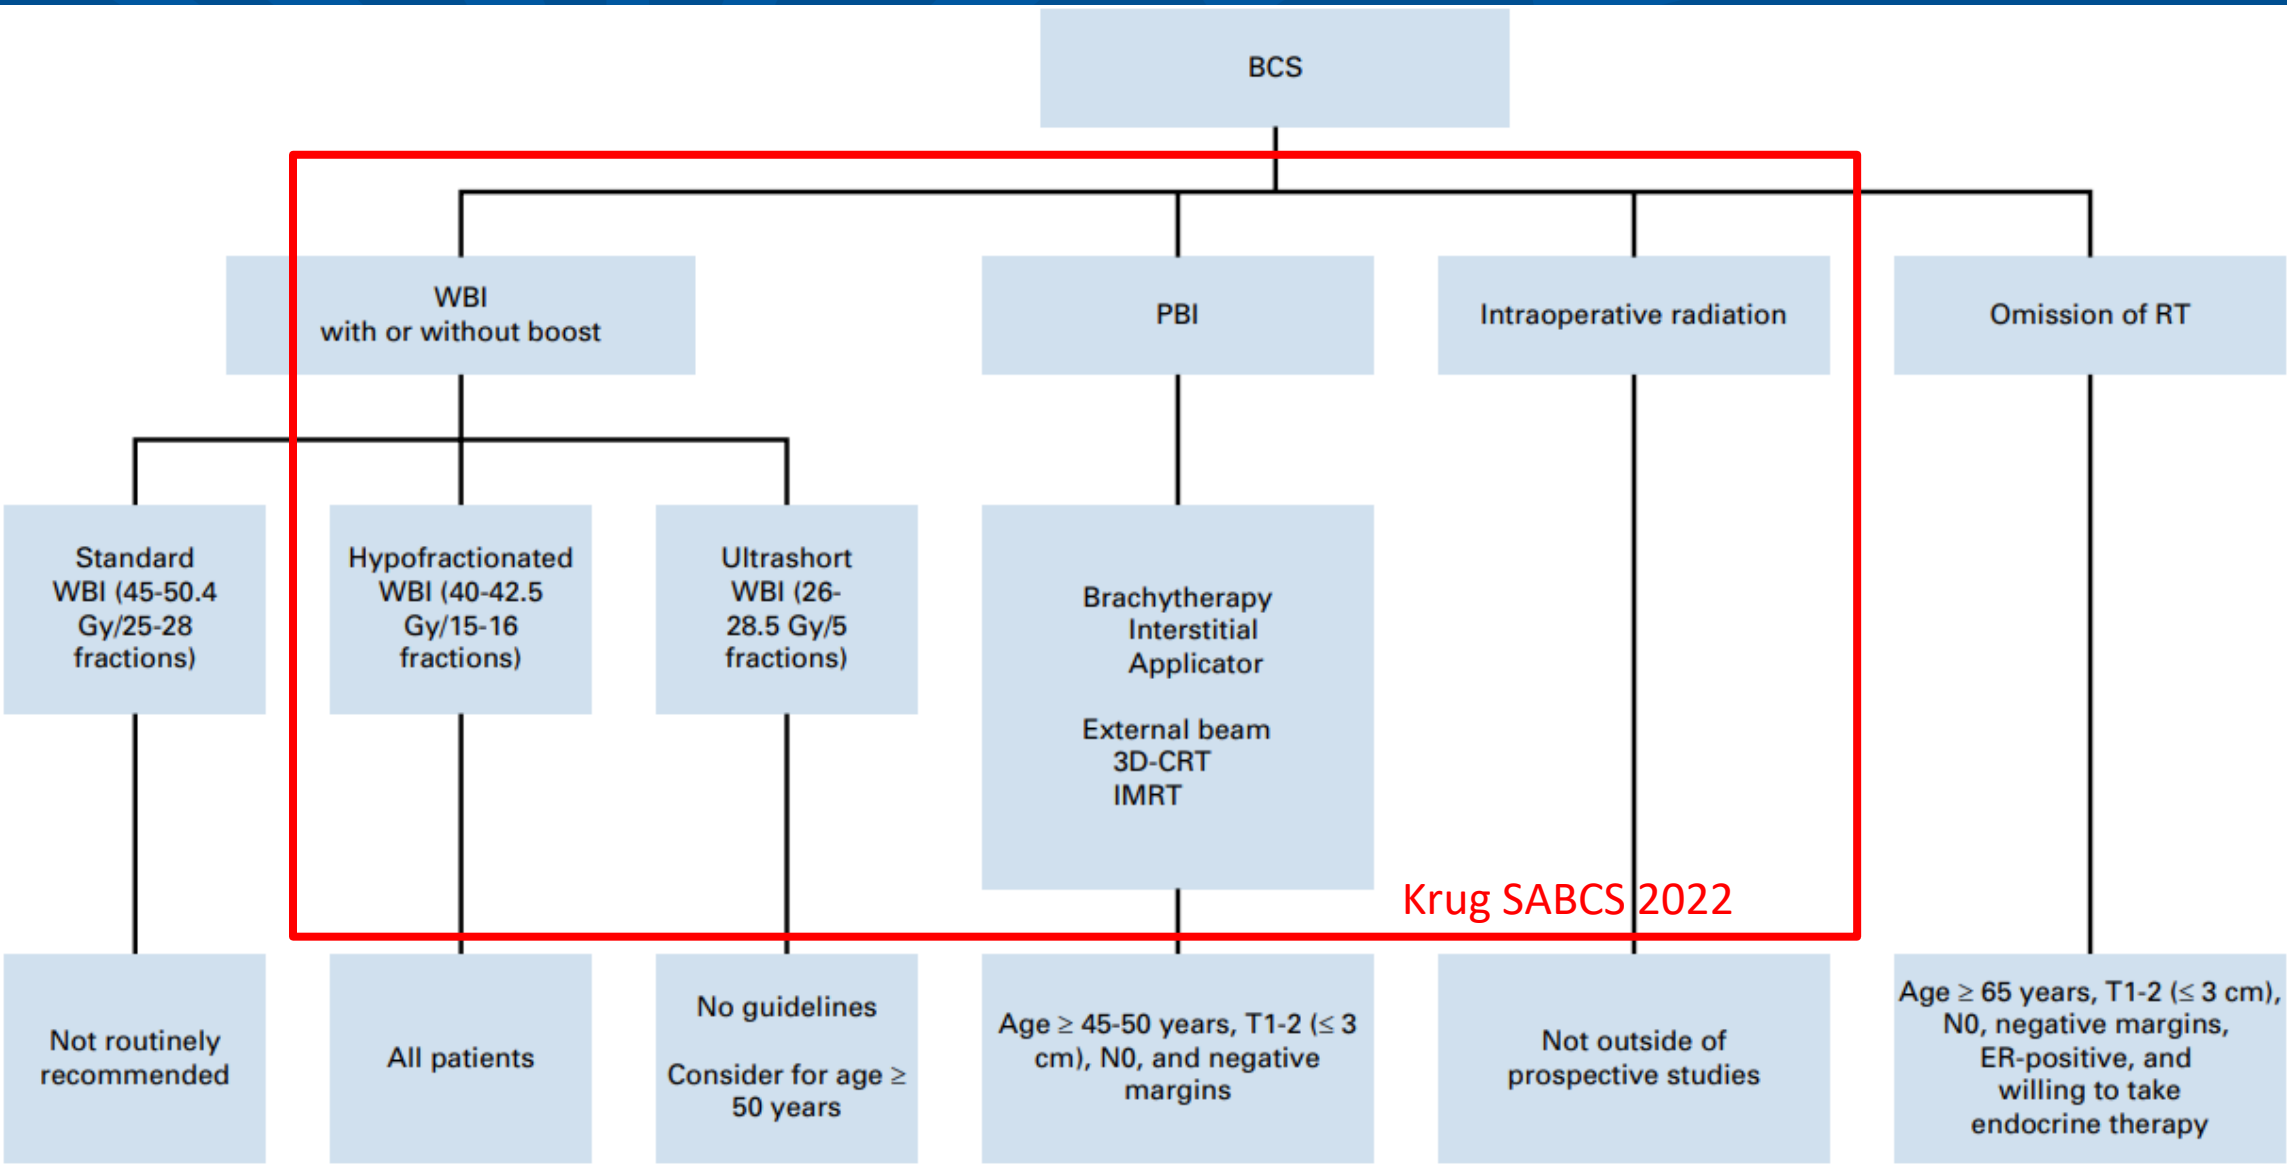 BCS
WBI
with or without boost
PBI
Intraoperative radiation
Omission of RT
Standard
WBI (45-50.4
Gy/25-28
fractions)
Hypofractionated
WBI (40-42.5
Gy/15-16
fractions)
Ultrashort
WBI (26-
28.5 Gy/5
fractions)
Brachytherapy
Interstitial
Applicator
External beam
3D-CRT
IMRT
Krug SABCS 2022
Not routinely
recommended
All patients
No guidelines
Consider for age ≥
50 years
Age ≥ 45-50 years, T1-2 (≤ 3
cm), N0, and negative
margins
Not outside of
prospective studies
Age ≥ 65 years, T1-2 (≤ 3 cm),
N0, negative margins,
ER-positive, and
willing to take
endocrine therapy